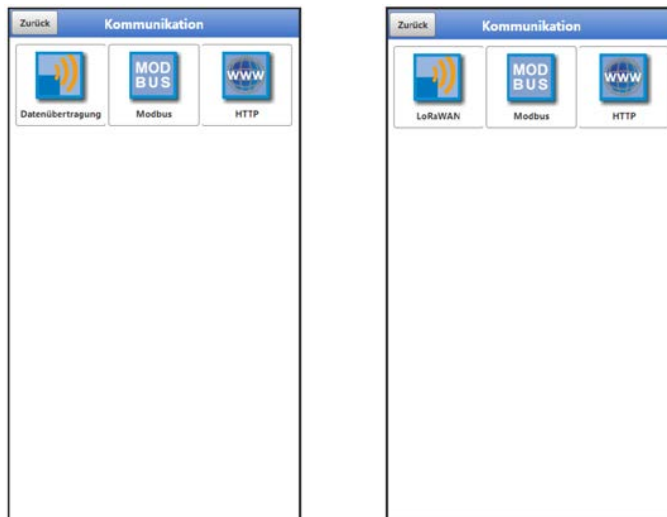 Zurück Kommunikation
MOD BUS
WWW
Datenübertragung Modbus HTTP
Zurück Kommunikation
MOD BUS
WWW
LoRaWAN Modbus HTTP